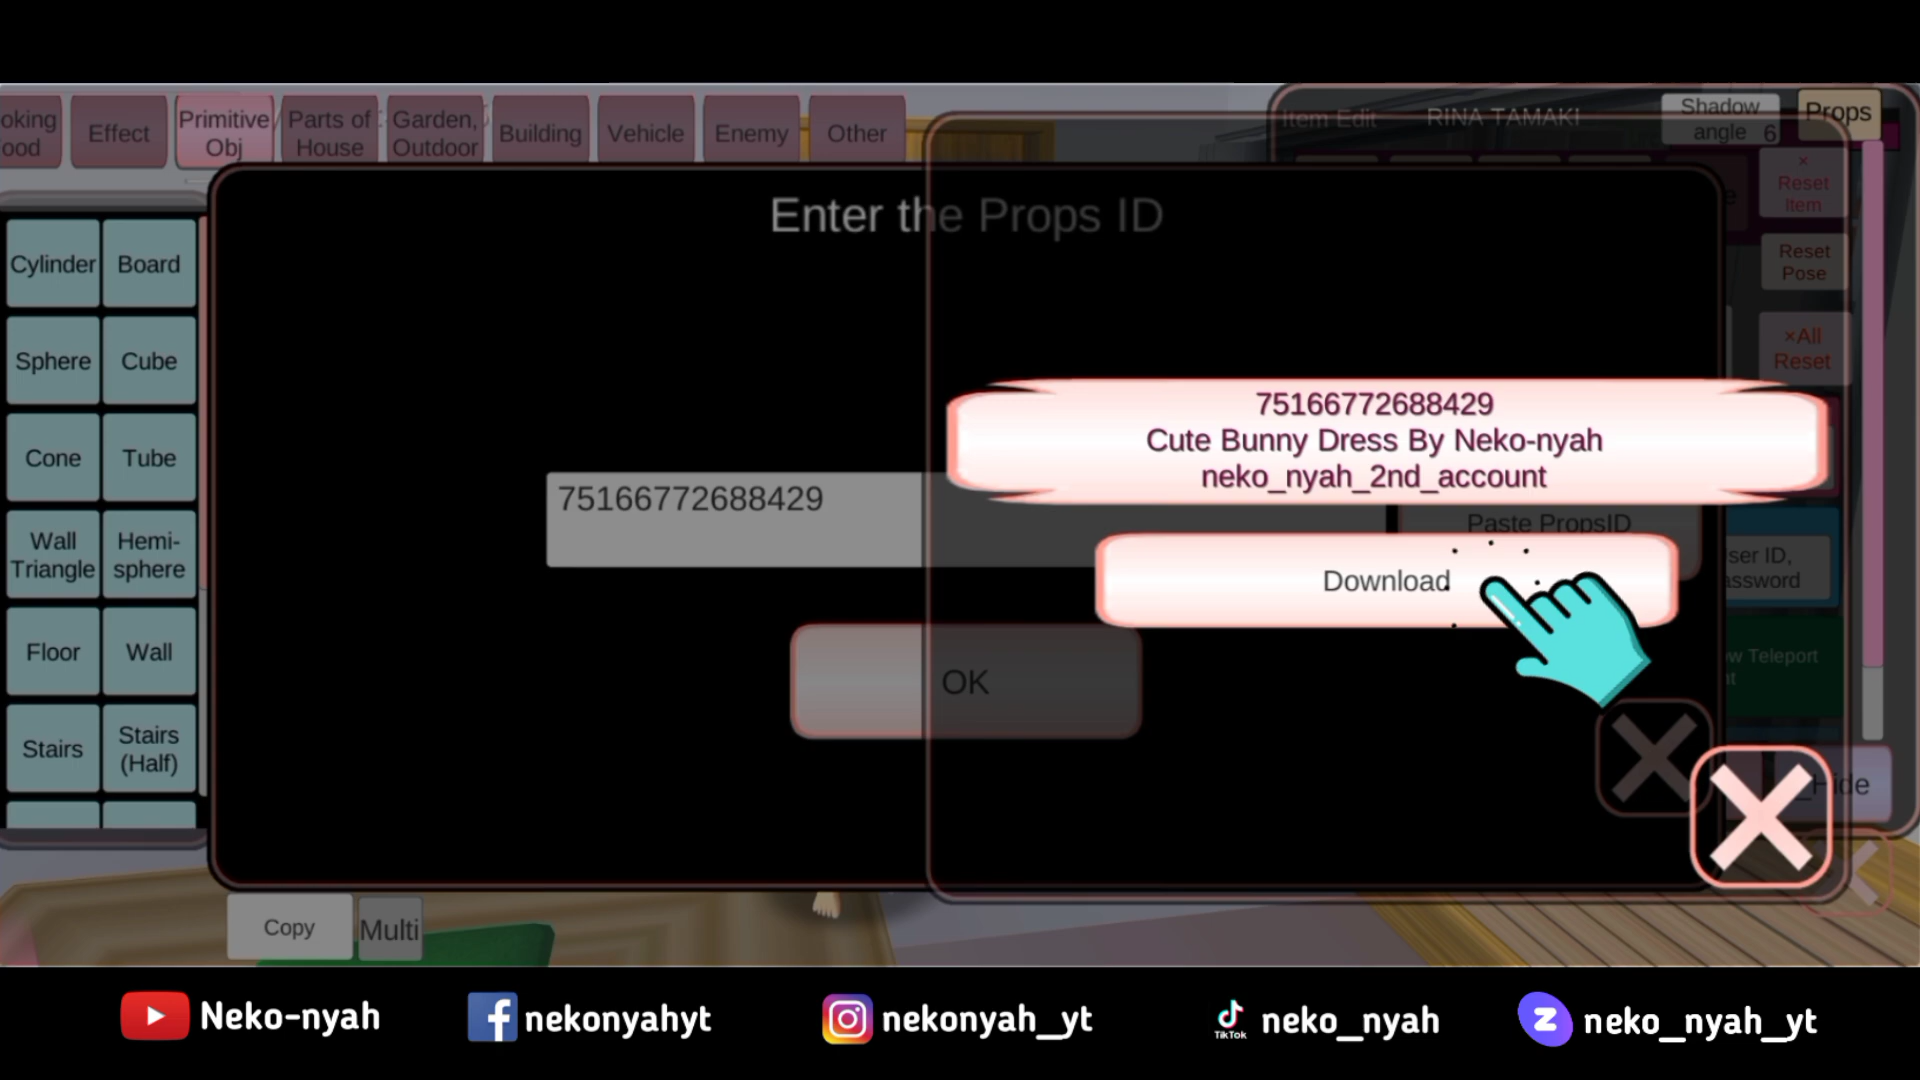 oking
ood
Effect
Primitive
Obj
Parts of
House
Garden,
Outdoor
Building
Vehicle
Enemy
Other
Item Edit
RINA TAMAKI
Shadow
angle 6
Props
×
Reset
Item
Reset
Pose
×All
Reset
Enter the Props ID
Cylinder
Board
Sphere
Cube
Cone
Tube
Wall
Triangle
Hemi-
sphere
Floor
Wall
Stairs
Stairs
(Half)
75166772688429
Cute Bunny Dress By Neko-nyah
neko_nyah_2nd_account
75166772688429
Paste PropsID
Download
ser ID,
assword
OK
w Teleport
nt
_Hide
Copy
Multi
Neko-nyah
nekonyahyt
nekonyah_yt
TikTok
neko_nyah
Z
neko_nyah_yt